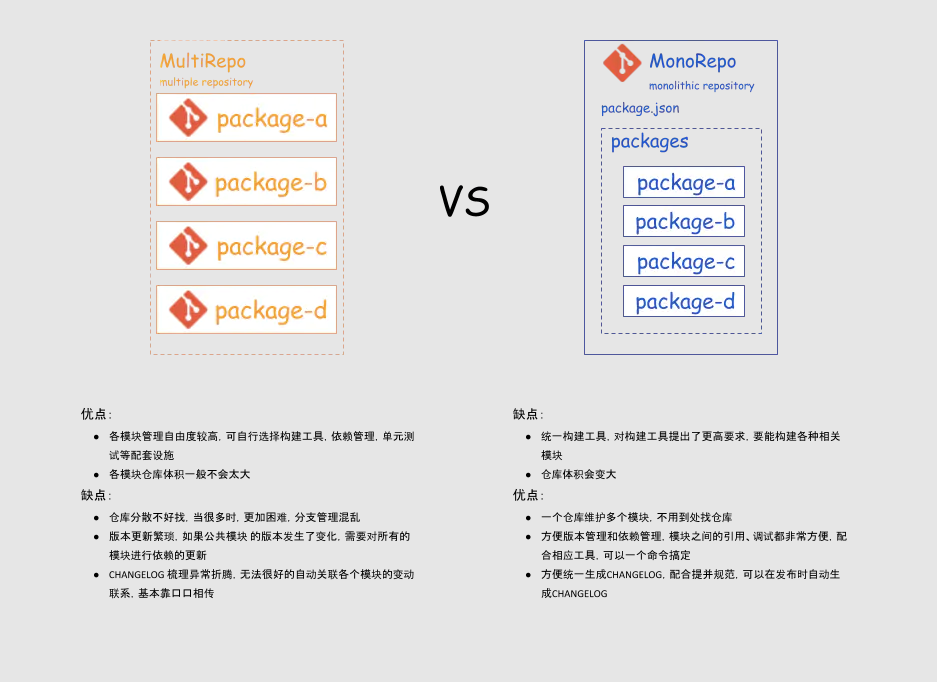 MultiRepo
multiple repository
package-a
package-b
package-c
package-d
VS
MonoRepo
monolithic repository
package.json
packages
package-a
package-b
package-c
package-d
优点:
● 各模块管理自由度较高, 可自行选择构建工具, 依赖管理, 单元测
试等配套设施
● 各模块仓库体积一般不会太大
缺点:
● 仓库分散不好找, 当很多时, 更加困难, 分支管理混乱
● 版本更新繁琐, 如果公共模块 的版本发生了变化, 需要对所有的
模块进行依赖的更新
● CHANGELOG 梳理异常折腾, 无法很好的自动关联各个模块的变动
联系, 基本靠口口相传
缺点:
● 统一构建工具, 对构建工具提出了更高要求, 要能构建各种相关
模块
● 仓库体积会变大
优点:
● 一个仓库维护多个模块, 不用到处找仓库
● 方便版本管理和依赖管理, 模块之间的引用、调试都非常方便, 配
合相应工具, 可以一个命令搞定
● 方便统一生成CHANGELOG, 配合提并规范, 可以在发布时自动生
成CHANGELOG